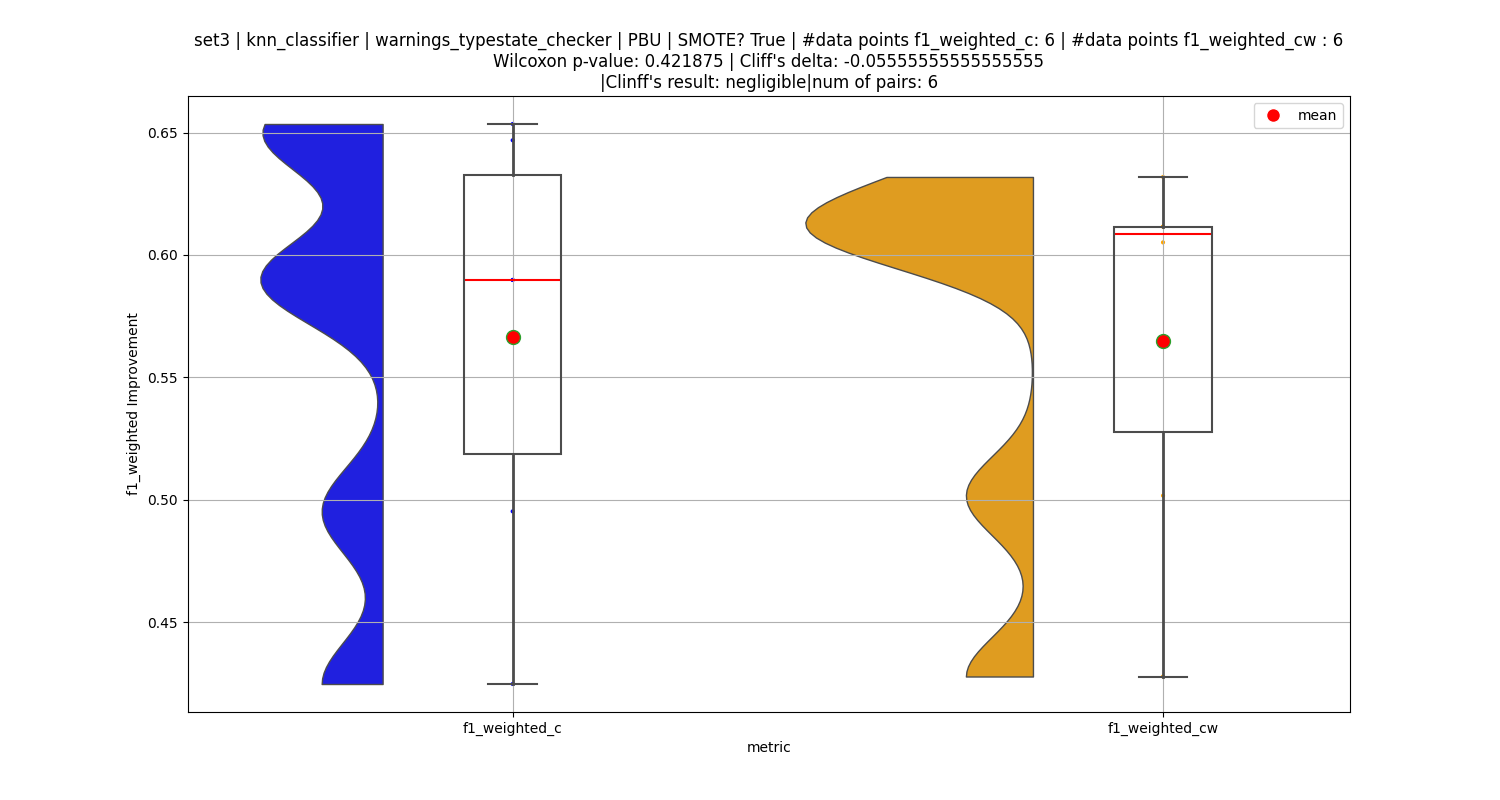 set3 | knn_classifier | warnings_typestate_checker | PBU | SMOTE? True | #data points f1_weighted_c: 6 | #data points f1_weighted_cw : 6
Wilcoxon p-value: 0.421875 | Cliff's delta: -0.05555555555555555
|Clinff's result: negligible|num of pairs: 6
mean
0.65
0.60
0.55
0.50
0.45
f1_weighted Improvement
f1_weighted_c
f1_weighted_cw
metric